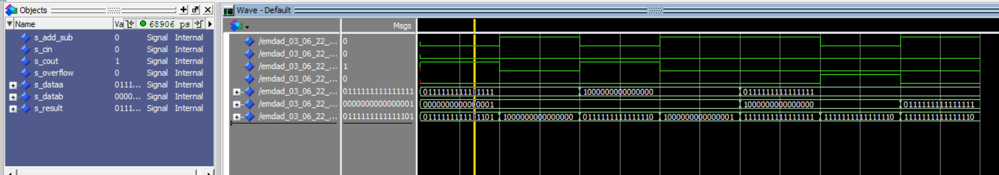 Objects
Name Va 68906 ps
s_add_sub 0 Signal Internal
s_cin 0 Signal Internal
s_cout 1 Signal Internal
s_overflow 0 Signal Internal
s_dataa 0111... Signal Internal
s_datab 0000... Signal Internal
s_result 0111... Signal Internal
Wave - Default
Msgs
/emdad_03_06_22_... 0
/emdad_03_06_22_... 0
/emdad_03_06_22_... 1
/emdad_03_06_22_... 0
/emdad_03_06_22_... 0111111111111111 0111111111111111 1000000000000000 0111111111111111
/emdad_03_06_22_... 0000000000000001 0000000000000001 1000000000000000 0111111111111111
/emdad_03_06_22_... 0111111111111101 0111111111111101 1000000000000000 0111111111111110 1000000000000001 1111111111111111 1111111111111110 1111111111111110